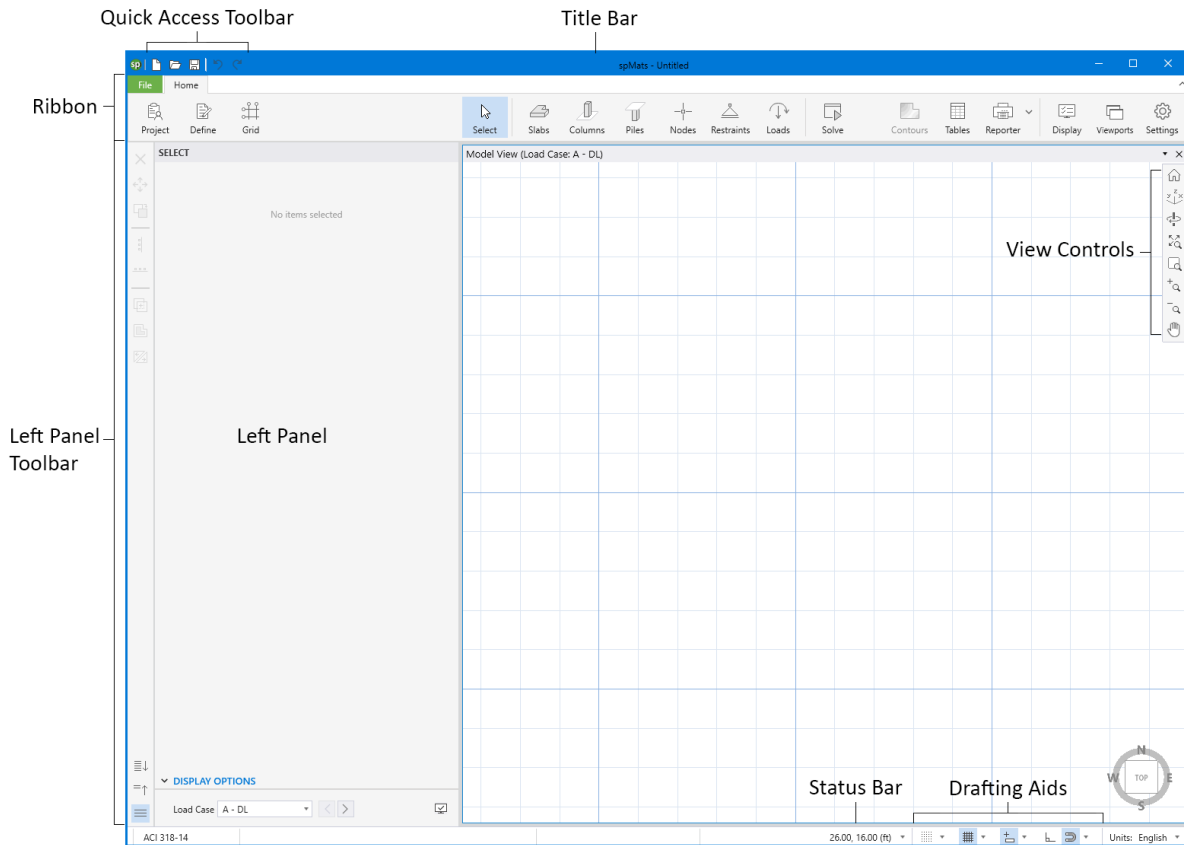 Quick Access Toolbar
Title Bar
sp
spMats - Untitled
File
Home
Ribbon
Project
Define
Grid
Select
Slabs
Columns
Piles
Nodes
Restraints
Loads
Solve
Contours
Tables
Reporter
Display
Viewports
Settings
SELECT
Model View (Load Case: A - DL)
No items selected
View Controls
Left Panel
Toolbar
Left Panel
DISPLAY OPTIONS
Load Case
A - DL
N
W
TOP
E
S
Status Bar
Drafting Aids
ACI 318-14
26.00, 16.00 (ft)
Units: English